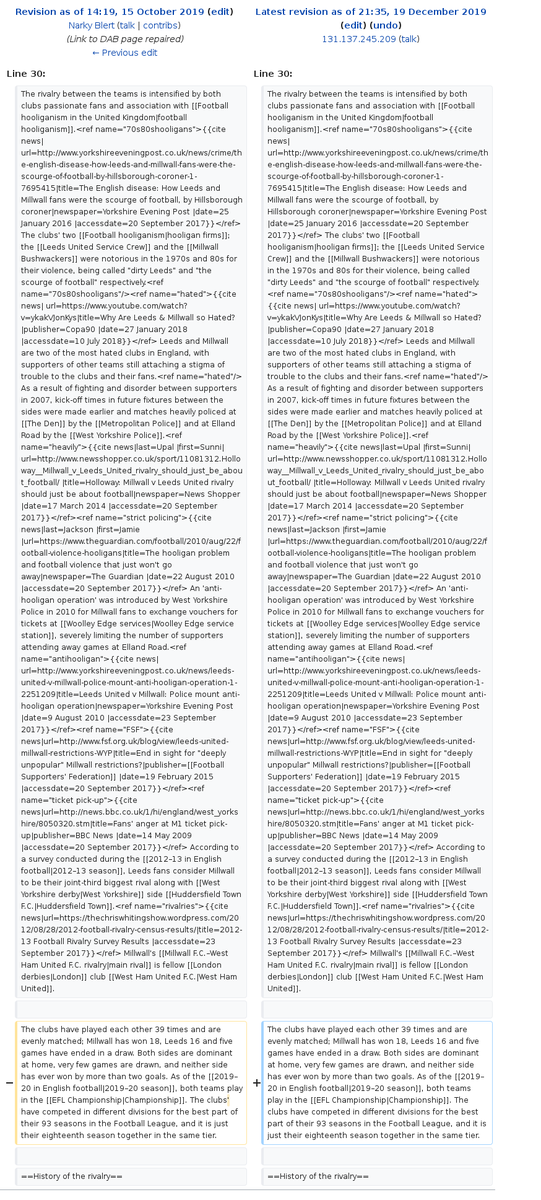 Revision as of 14:19, 15 October 2019 (edit)
Narky Blert (talk | contribs)
(Link to DAB page repaired)
← Previous edit
Line 30:
The rivalry between the teams is intensified by both
clubs passionate fans and association with [[Football
hooliganism in the United Kingdom|football
hooliganism]].<ref name="70s80shooligans">{{cite
news|
url=http://www.yorkshireeveningpost.co.uk/news/crime/th
e-english-disease-how-leeds-and-millwall-fans-were-the-
scourge-of-football-by-hillsborough-coroner-1-
7695415|title=The English disease: How Leeds and
Millwall fans were the scourge of football, by Hillsborough
coroner|newspaper=Yorkshire Evening Post |date=25
January 2016 |accessdate=20 September 2017}}</ref>
The clubs' two [[Football hooliganism|hooligan firms]];
the [[Leeds United Service Crew]] and the [[Millwall
Bushwackers]] were notorious in the 1970s and 80s for
their violence, being called "dirty Leeds" and "the
scourge of football" respectively.<ref
name="70s80shooligans"/><ref name="hated">{{cite
news| url=https://www.youtube.com/watch?
v=ykakVJonKys|title=Why Are Leeds & Millwall so Hated?
|publisher=Copa90 |date=27 January 2018
|accessdate=10 July 2018}}</ref> Leeds and Millwall
are two of the most hated clubs in England, with
supporters of other teams still attaching a stigma of
trouble to the clubs and their fans.<ref name="hated"/>
As a result of fighting and disorder between supporters
in 2007, kick-off times in future fixtures between the
sides were made earlier and matches heavily policed at
[[The Den]] by the [[Metropolitan Police]] and at Elland
Road by the [[West Yorkshire Police]].<ref
name="heavily">{{cite news|last=Upal |first=Sunni|
url=http://www.newsshopper.co.uk/sport/11081312.Hollo
way__Millwall_v_Leeds_United_rivalry_should_just_be_abou
t_football/ |title=Holloway: Millwall v Leeds United rivalry
should just be about football|newspaper=News Shopper
|date=17 March 2014 |accessdate=20 September
2017}}</ref><ref name="strict policing">{{cite
news|last=Jackson |first=Jamie
|url=https://www.theguardian.com/football/2010/aug/22/f
ootball-violence-hooligans|title=The hooligan problem
and football violence that just won't go
away|newspaper=The Guardian |date=22 August 2010
|accessdate=20 September 2017}}</ref> An 'anti-
hooligan operation' was introduced by West Yorkshire
Police in 2010 for Millwall fans to exchange vouchers for
tickets at [[Woolley Edge services|Woolley Edge service
station]], severely limiting the number of supporters
attending away games at Elland Road.<ref
name="antihooligan">{{cite news|
url=http://www.yorkshireeveningpost.co.uk/news/leeds-
united-v-millwall-police-mount-anti-hooligan-operation-1-
2251209|title=Leeds United v Millwall: Police mount anti-
hooligan operation|newspaper=Yorkshire Evening Post
|date=9 August 2010 |accessdate=23 September
2017}}</ref><ref name="FSF">{{cite
news|url=http://www.fsf.org.uk/blog/view/leeds-united-
millwall-restrictions-WYP|title=End in sight for "deeply
unpopular" Millwall restrictions?|publisher=[[Football
Supporters' Federation]] |date=19 February 2015
|accessdate=20 September 2017}}</ref><ref
name="ticket pick-up">{{cite
news|url=http://news.bbc.co.uk/1/hi/england/west_yorks
hire/8050320.stm|title=Fans' anger at M1 ticket pick-
up|publisher=BBC News |date=14 May 2009
|accessdate=20 September 2017}}</ref> According to
a survey conducted during the [[2012–13 in English
football|2012–13 season]], Leeds fans consider Millwall
to be their joint-third biggest rival along with [[West
Yorkshire derby|West Yorkshire]] side [[Huddersfield Town
F.C.|Huddersfield Town]].<ref name="rivalries">{{cite
news|url=https://thechriswhitingshow.wordpress.com/20
12/08/28/2012-football-rivalry-census-results/|title=2012-
13 Football Rivalry Survey Results |accessdate=23
September 2017}}</ref> Millwall's [[Millwall F.C.–West
Ham United F.C. rivalry|main rival]] is fellow [[London
derbies|London]] club [[West Ham United F.C.|West Ham
United]].
− The clubs have played each other 39 times and are
evenly matched; Millwall has won 18, Leeds 16 and five
games have ended in a draw. Both sides are dominant
at home, very few games are drawn, and neither side
has ever won by more than two goals. As of the [[2019–
20 in English football|2019–20 season]], both teams play
in the [[EFL Championship|Championship]]. The clubs'
have competed in different divisions for the best part of
their 93 seasons in the Football League, and it is just
their eighteenth season together in the same tier.
==History of the rivalry==
Latest revision as of 21:35, 19 December 2019
(edit) (undo)
131.137.245.209 (talk)
Line 30:
The rivalry between the teams is intensified by both
clubs passionate fans and association with [[Football
hooliganism in the United Kingdom|football
hooliganism]].<ref name="70s80shooligans">{{cite
news|
url=http://www.yorkshireeveningpost.co.uk/news/crime/th
e-english-disease-how-leeds-and-millwall-fans-were-the-
scourge-of-football-by-hillsborough-coroner-1-
7695415|title=The English disease: How Leeds and
Millwall fans were the scourge of football, by
Hillsborough coroner|newspaper=Yorkshire Evening Post
|date=25 January 2016 |accessdate=20 September
2017}}</ref> The clubs' two [[Football
hooliganism|hooligan firms]]; the [[Leeds United Service
Crew]] and the [[Millwall Bushwackers]] were notorious
in the 1970s and 80s for their violence, being called
"dirty Leeds" and "the scourge of football" respectively.
<ref name="70s80shooligans"/><ref name="hated">
{{cite news| url=https://www.youtube.com/watch?
v=ykakVJonKys|title=Why Are Leeds & Millwall so Hated?
|publisher=Copa90 |date=27 January 2018
|accessdate=10 July 2018}}</ref> Leeds and Millwall
are two of the most hated clubs in England, with
supporters of other teams still attaching a stigma of
trouble to the clubs and their fans.<ref name="hated"/>
As a result of fighting and disorder between supporters
in 2007, kick-off times in future fixtures between the
sides were made earlier and matches heavily policed at
[[The Den]] by the [[Metropolitan Police]] and at Elland
Road by the [[West Yorkshire Police]].<ref
name="heavily">{{cite news|last=Upal |first=Sunni|
url=http://www.newsshopper.co.uk/sport/11081312.Hollo
way__Millwall_v_Leeds_United_rivalry_should_just_be_abo
ut_football/ |title=Holloway: Millwall v Leeds United rivalry
should just be about football|newspaper=News Shopper
|date=17 March 2014 |accessdate=20 September
2017}}</ref><ref name="strict policing">{{cite
news|last=Jackson |first=Jamie
|url=https://www.theguardian.com/football/2010/aug/22/f
ootball-violence-hooligans|title=The hooligan problem
and football violence that just won't go
away|newspaper=The Guardian |date=22 August 2010
|accessdate=20 September 2017}}</ref> An 'anti-
hooligan operation' was introduced by West Yorkshire
Police in 2010 for Millwall fans to exchange vouchers for
tickets at [[Woolley Edge services|Woolley Edge service
station]], severely limiting the number of supporters
attending away games at Elland Road.<ref
name="antihooligan">{{cite news|
url=http://www.yorkshireeveningpost.co.uk/news/leeds-
united-v-millwall-police-mount-anti-hooligan-operation-1-
2251209|title=Leeds United v Millwall: Police mount anti-
hooligan operation|newspaper=Yorkshire Evening Post
|date=9 August 2010 |accessdate=23 September
2017}}</ref><ref name="FSF">{{cite
news|url=http://www.fsf.org.uk/blog/view/leeds-united-
millwall-restrictions-WYP|title=End in sight for "deeply
unpopular" Millwall restrictions?|publisher=[[Football
Supporters' Federation]] |date=19 February 2015
|accessdate=20 September 2017}}</ref><ref
name="ticket pick-up">{{cite
news|url=http://news.bbc.co.uk/1/hi/england/west_yorks
hire/8050320.stm|title=Fans' anger at M1 ticket pick-
up|publisher=BBC News |date=14 May 2009
|accessdate=20 September 2017}}</ref> According to
a survey conducted during the [[2012–13 in English
football|2012–13 season]], Leeds fans consider Millwall
to be their joint-third biggest rival along with [[West
Yorkshire derby|West Yorkshire]] side [[Huddersfield Town
F.C.|Huddersfield Town]].<ref name="rivalries">{{cite
news|url=https://thechriswhitingshow.wordpress.com/20
12/08/28/2012-football-rivalry-census-results/|title=2012-
13 Football Rivalry Survey Results |accessdate=23
September 2017}}</ref> Millwall's [[Millwall F.C.–West
Ham United F.C. rivalry|main rival]] is fellow [[London
derbies|London]] club [[West Ham United F.C.|West Ham
United]].
+ The clubs have played each other 39 times and are
evenly matched; Millwall has won 18, Leeds 16 and five
games have ended in a draw. Both sides are dominant
at home, very few games are drawn, and neither side
has ever won by more than two goals. As of the [[2019–
20 in English football|2019–20 season]], both teams
play in the [[EFL Championship|Championship]]. The
clubs have competed in different divisions for the best
part of their 93 seasons in the Football League, and it is
just their eighteenth season together in the same tier.
==History of the rivalry==